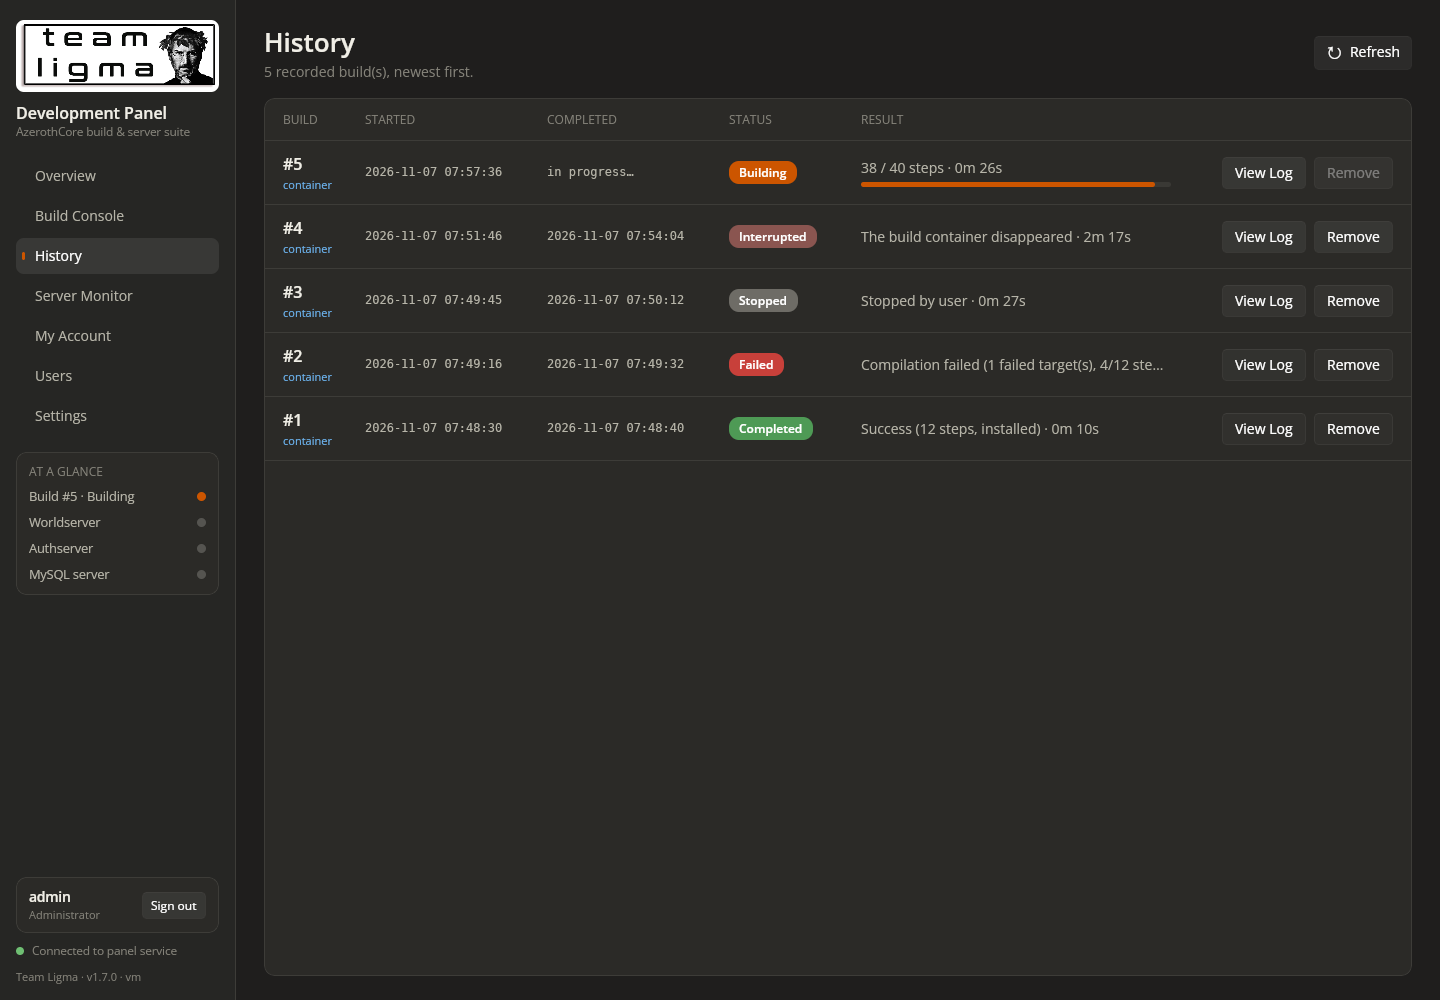 team
ligma
Development Panel
AzerothCore build & server suite
Overview
Build Console
History
Server Monitor
My Account
Users
Settings
AT A GLANCE
Build #5 · Building
Worldserver
Authserver
MySQL server
admin
Administrator
Sign out
Connected to panel service
Team Ligma · v1.7.0 · vm
History
5 recorded build(s), newest first.
Refresh
BUILD STARTED COMPLETED STATUS RESULT
#5 container 2026-11-07 07:57:36 in progress… Building 38 / 40 steps · 0m 26s View Log Remove
#4 container 2026-11-07 07:51:46 2026-11-07 07:54:04 Interrupted The build container disappeared · 2m 17s View Log Remove
#3 container 2026-11-07 07:49:45 2026-11-07 07:50:12 Stopped Stopped by user · 0m 27s View Log Remove
#2 container 2026-11-07 07:49:16 2026-11-07 07:49:32 Failed Compilation failed (1 failed target(s), 4/12 ste… View Log Remove
#1 container 2026-11-07 07:48:30 2026-11-07 07:48:40 Completed Success (12 steps, installed) · 0m 10s View Log Remove